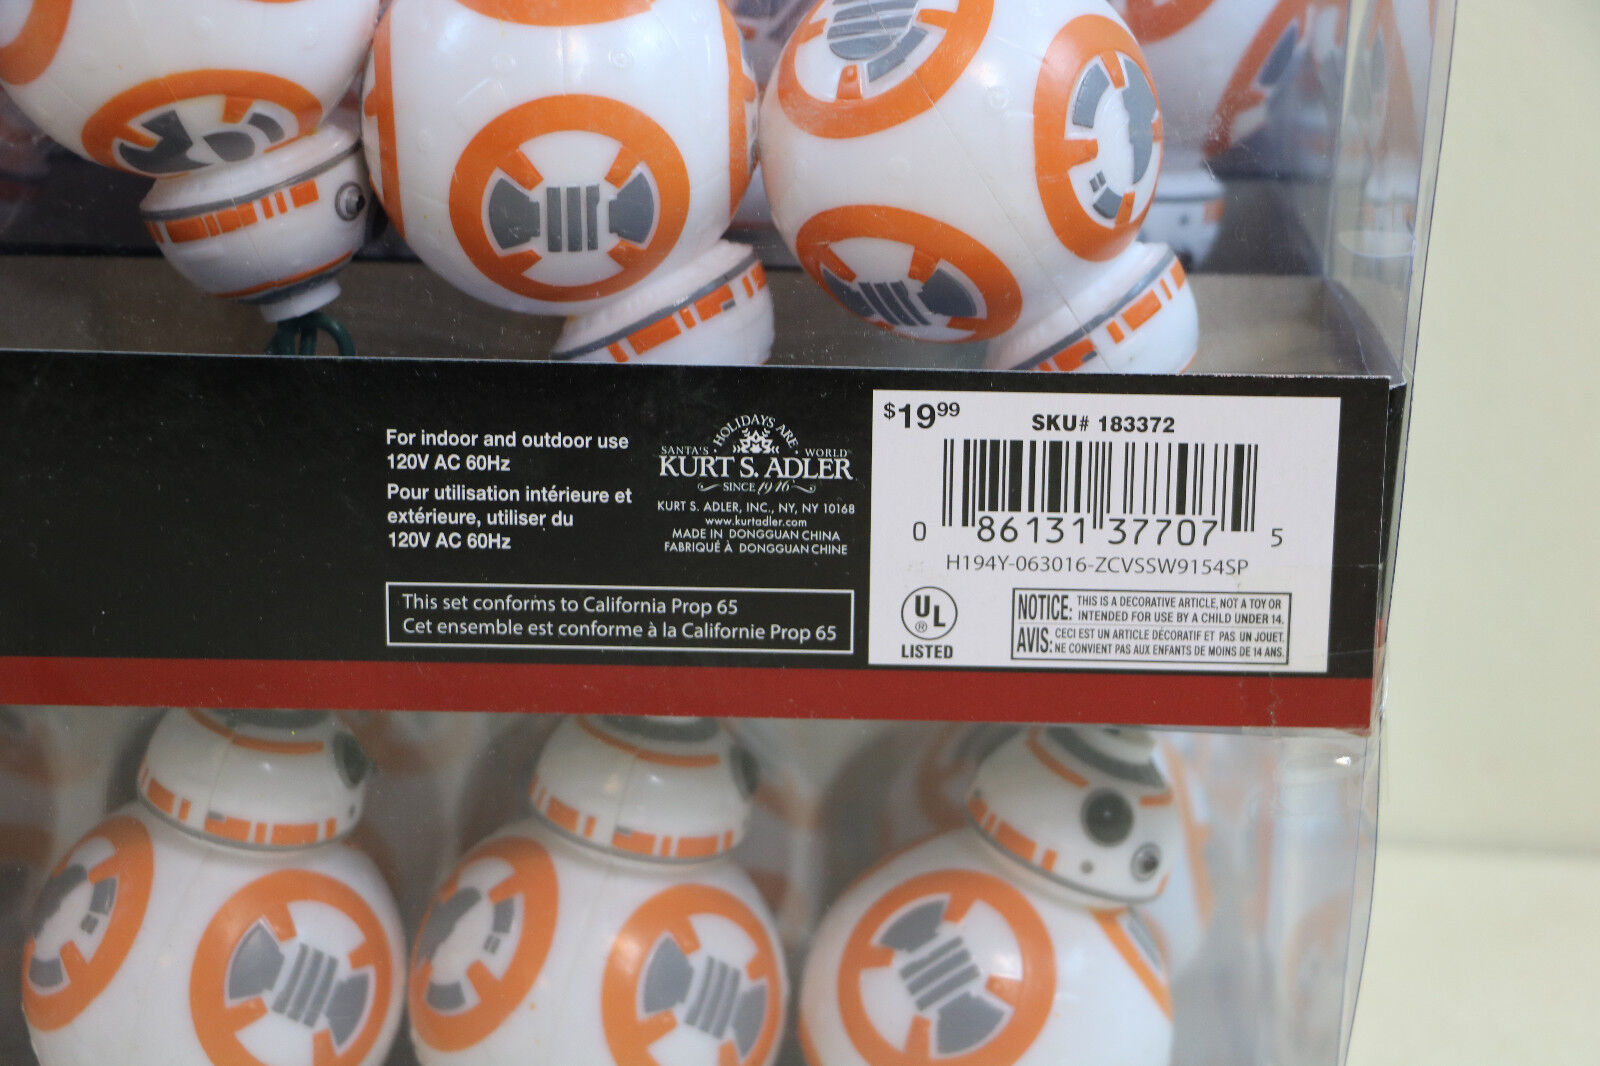 For indoor and outdoor use
120V AC 60Hz
Pour utilisation intérieure et
extérieure, utiliser du
120V AC 60Hz
HOLIDAYS ARE
SANTA'S WORLD
KURT S. ADLER
SINCE 1946
KURT S. ADLER, INC., NY, NY 10168
www.kurtadler.com
MADE IN DONGGUAN CHINA
FABRIQUÉ À DONGGUAN CHINE
This set conforms to California Prop 65
Cet ensemble est conforme à la Californie Prop 65
$19.99
SKU# 183372
0 86131 37707 5
H194Y-063016-ZCVSSW9154SP
UL
®
LISTED
NOTICE: THIS IS A DECORATIVE ARTICLE, NOT A TOY OR
INTENDED FOR USE BY A CHILD UNDER 14.
AVIS: CECI EST UN ARTICLE DÉCORATIF ET PAS UN JOUET.
NE CONVIENT PAS AUX ENFANTS DE MOINS DE 14 ANS.